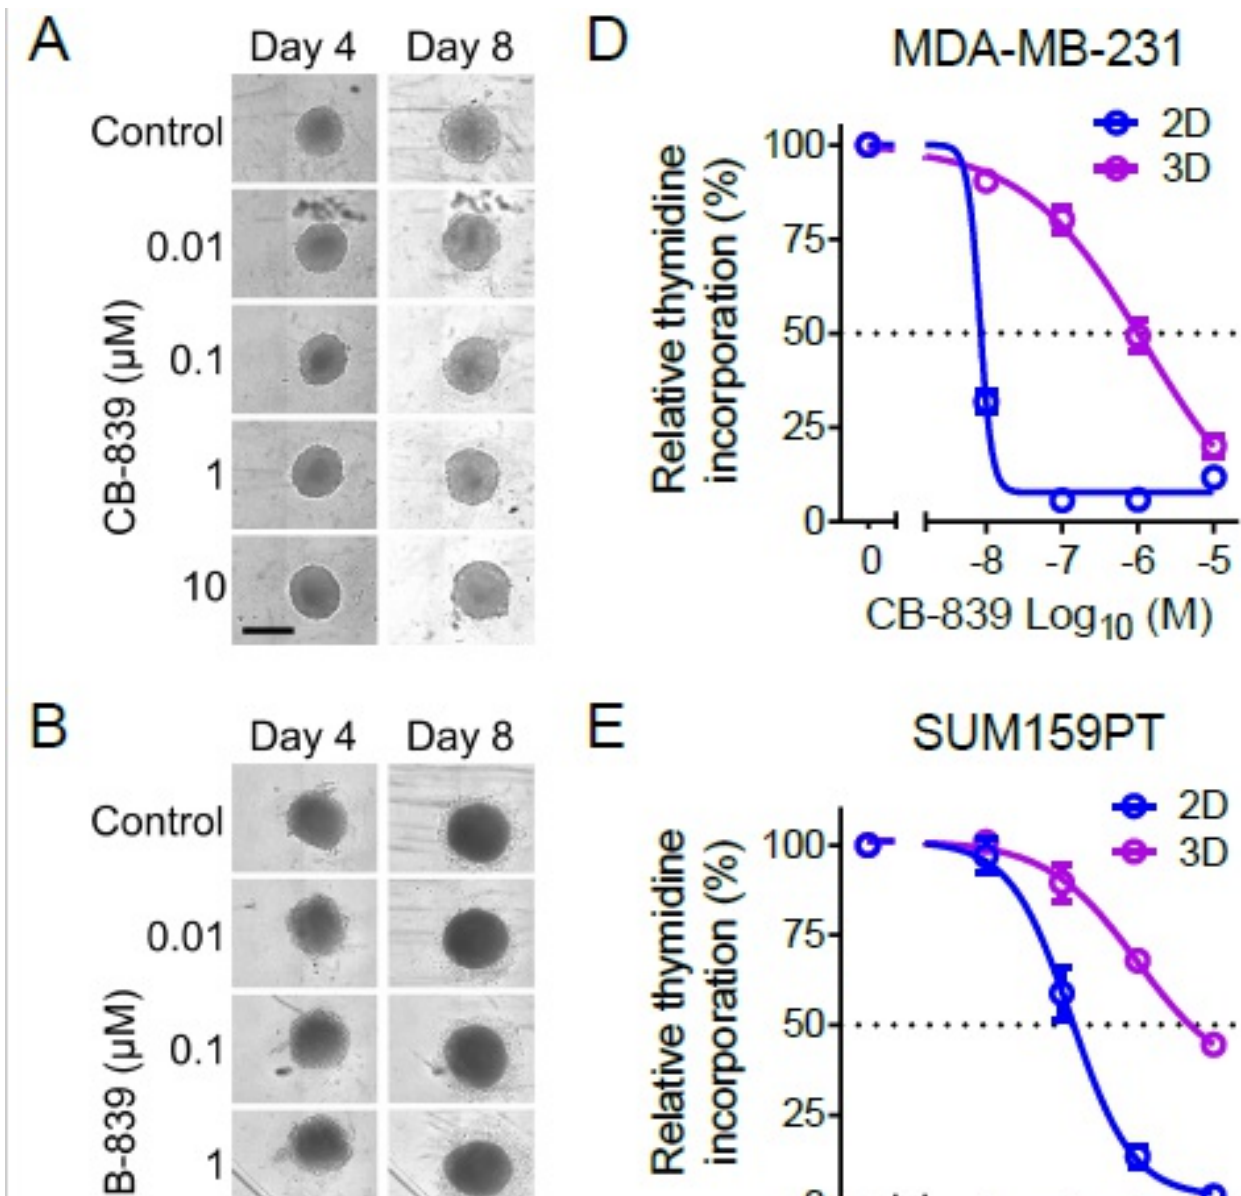 A
Day 4 Day 8
Control
0.01
0.1
1
10
CB-839 (µM)
D
MDA-MB-231
2D
3D
100
75
50
25
0
Relative thymidine
incorporation (%)
0 -8 -7 -6 -5
CB-839 Log₁₀ (M)
B
Day 4 Day 8
Control
0.01
0.1
1
B-839 (µM)
E
SUM159PT
2D
3D
100
75
50
25
Relative thymidine
incorporation (%)